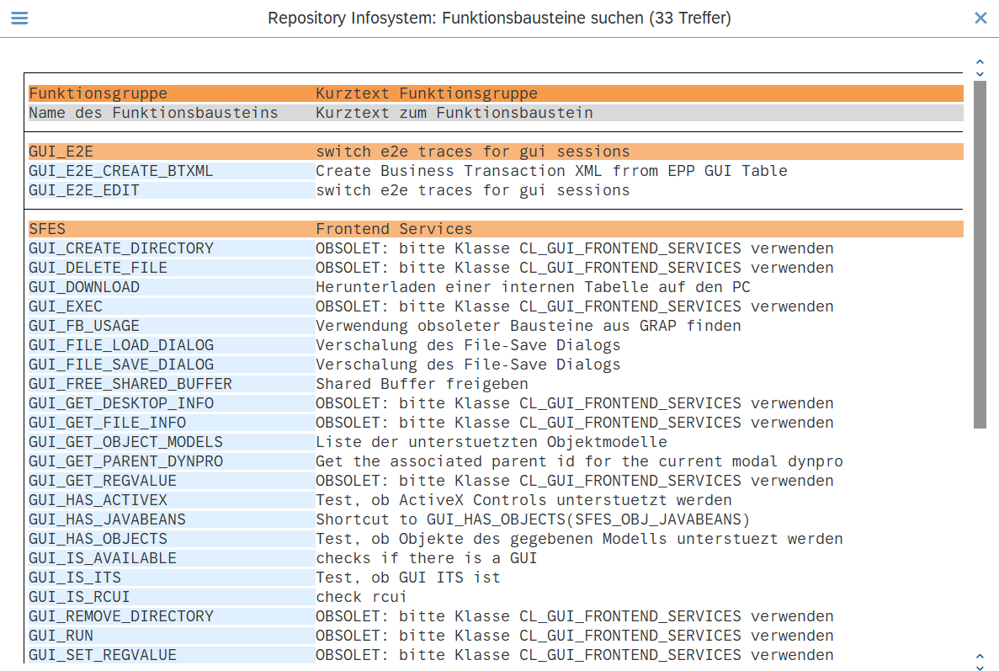 Repository Infosystem: Funktionsbausteine suchen (33 Treffer)
Funktionsgruppe Kurztext Funktionsgruppe
Name des Funktionsbausteins Kurztext zum Funktionsbaustein
GUI_E2E switch e2e traces for gui sessions
GUI_E2E_CREATE_BTXML Create Business Transaction XML frrom EPP GUI Table
GUI_E2E_EDIT switch e2e traces for gui sessions
SFES Frontend Services
GUI_CREATE_DIRECTORY OBSOLET: bitte Klasse CL_GUI_FRONTEND_SERVICES verwenden
GUI_DELETE_FILE OBSOLET: bitte Klasse CL_GUI_FRONTEND_SERVICES verwenden
GUI_DOWNLOAD Herunterladen einer internen Tabelle auf den PC
GUI_EXEC OBSOLET: bitte Klasse CL_GUI_FRONTEND_SERVICES verwenden
GUI_FB_USAGE Verwendung obsoleter Bausteine aus GRAP finden
GUI_FILE_LOAD_DIALOG Verschalung des File-Save Dialogs
GUI_FILE_SAVE_DIALOG Verschalung des File-Save Dialogs
GUI_FREE_SHARED_BUFFER Shared Buffer freigeben
GUI_GET_DESKTOP_INFO OBSOLET: bitte Klasse CL_GUI_FRONTEND_SERVICES verwenden
GUI_GET_FILE_INFO OBSOLET: bitte Klasse CL_GUI_FRONTEND_SERVICES verwenden
GUI_GET_OBJECT_MODELS Liste der unterstuetzten Objektmodelle
GUI_GET_PARENT_DYNPRO Get the associated parent id for the current modal dynpro
GUI_GET_REGVALUE OBSOLET: bitte Klasse CL_GUI_FRONTEND_SERVICES verwenden
GUI_HAS_ACTIVEX Test, ob ActiveX Controls unterstuetzt werden
GUI_HAS_JAVABEANS Shortcut to GUI_HAS_OBJECTS(SFES_OBJ_JAVABEANS)
GUI_HAS_OBJECTS Test, ob Objekte des gegebenen Modells unterstuezt werden
GUI_IS_AVAILABLE checks if there is a GUI
GUI_IS_ITS Test, ob GUI ITS ist
GUI_IS_RCUI check rcui
GUI_REMOVE_DIRECTORY OBSOLET: bitte Klasse CL_GUI_FRONTEND_SERVICES verwenden
GUI_RUN OBSOLET: bitte Klasse CL_GUI_FRONTEND_SERVICES verwenden
GUI_SET_REGVALUE OBSOLET: bitte Klasse CL_GUI_FRONTEND_SERVICES verwenden